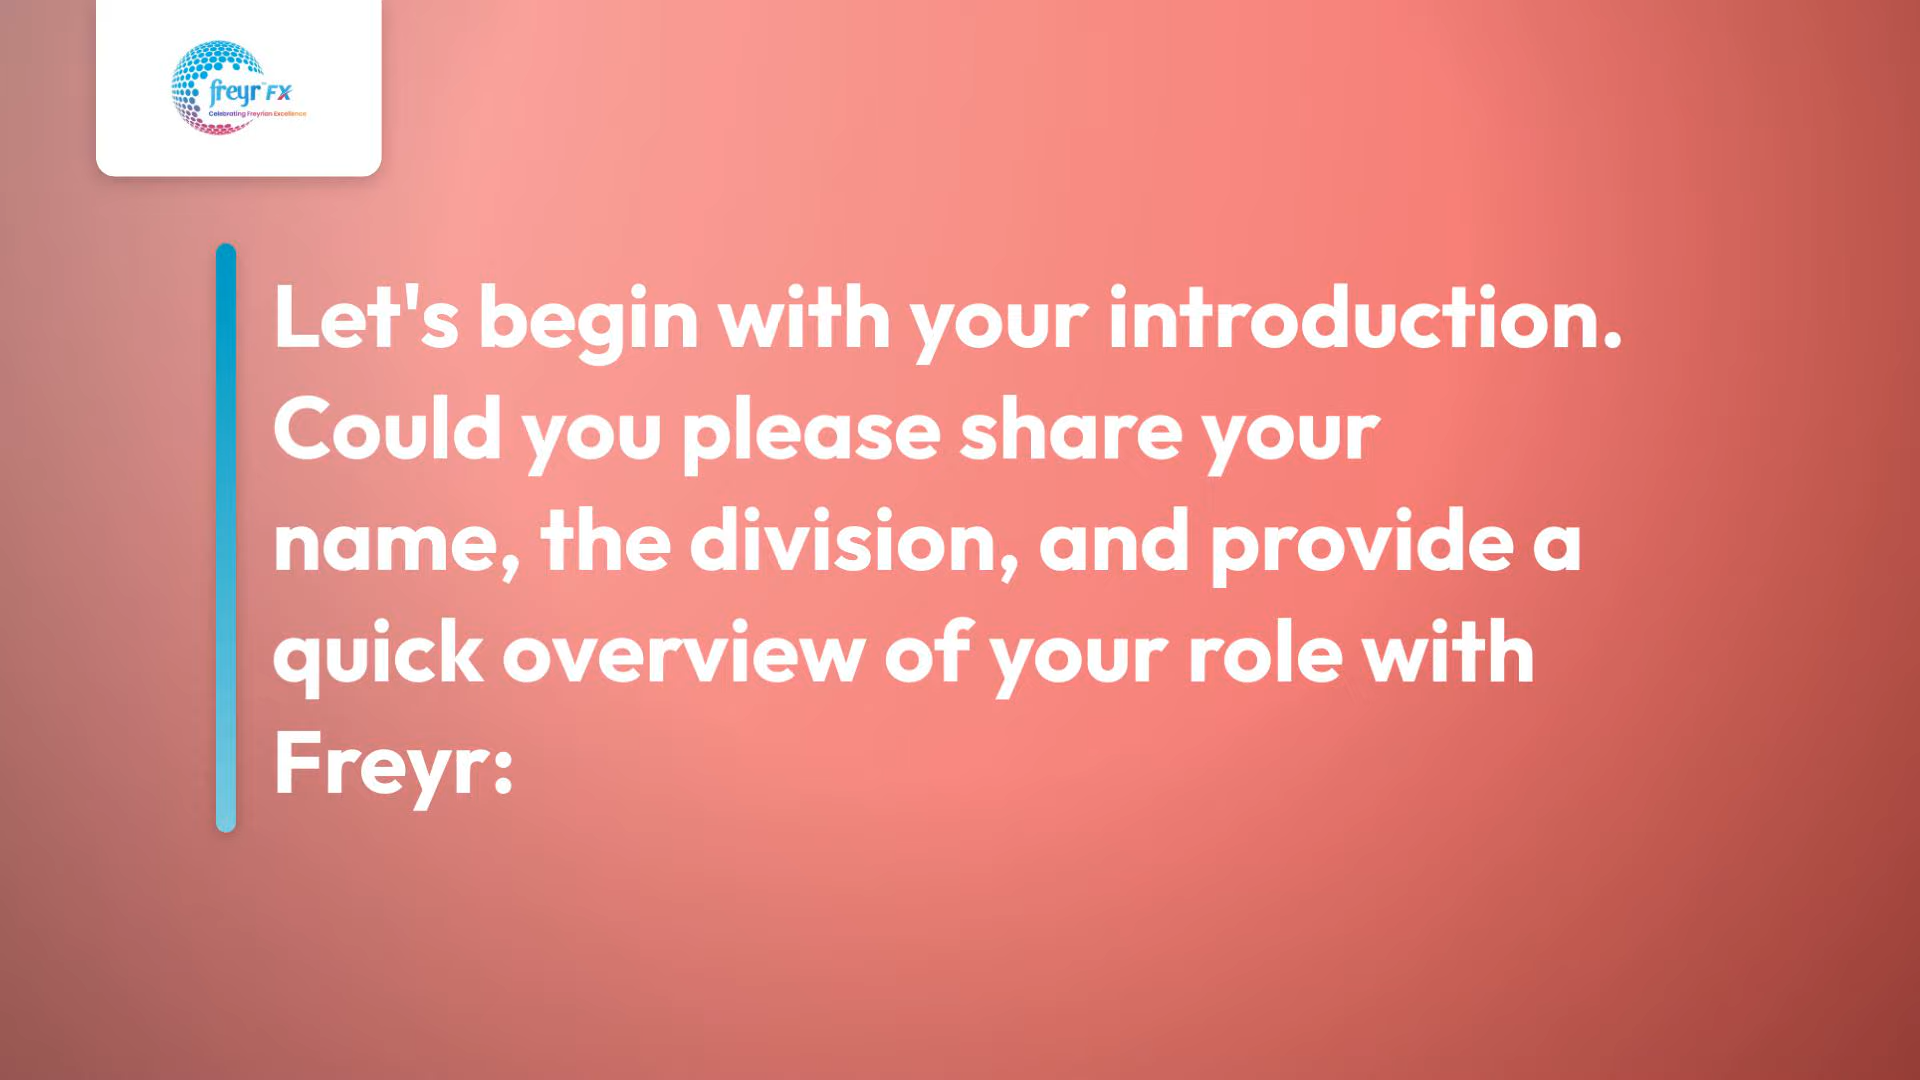 freyr FX
Celebrating Freyrian Excellence
Let's begin with your introduction.
Could you please share your
name, the division, and provide a
quick overview of your role with
Freyr: